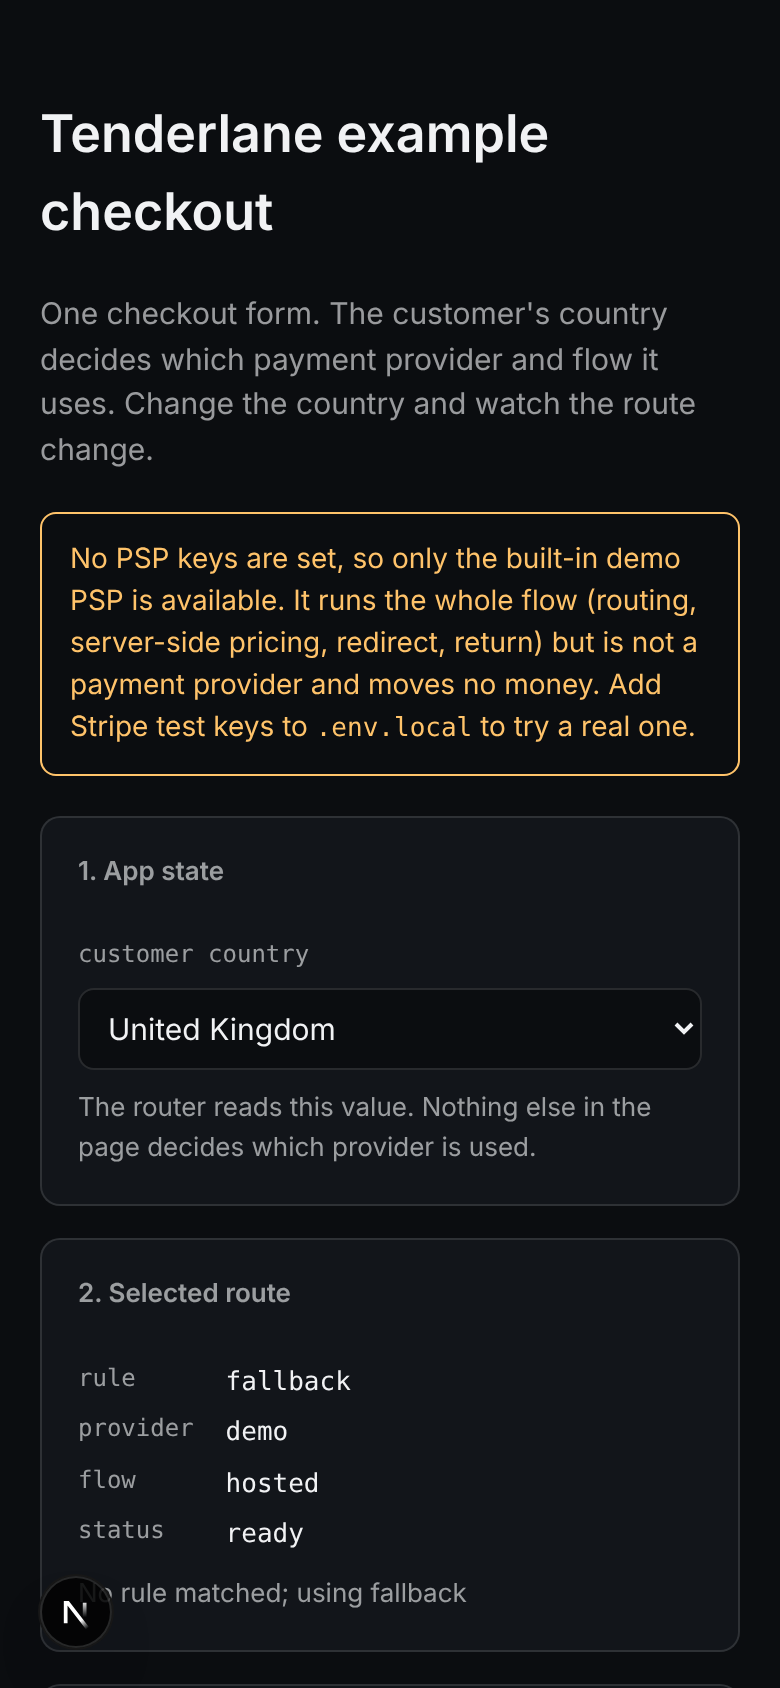 Tenderlane example
checkout
One checkout form. The customer's country
decides which payment provider and flow it
uses. Change the country and watch the route
change.
No PSP keys are set, so only the built-in demo
PSP is available. It runs the whole flow (routing,
server-side pricing, redirect, return) but is not a
payment provider and moves no money. Add
Stripe test keys to .env.local to try a real one.
1. App state
customer country
United Kingdom
The router reads this value. Nothing else in the
page decides which provider is used.
2. Selected route
rule fallback
provider demo
flow hosted
status ready
No rule matched; using fallback
N